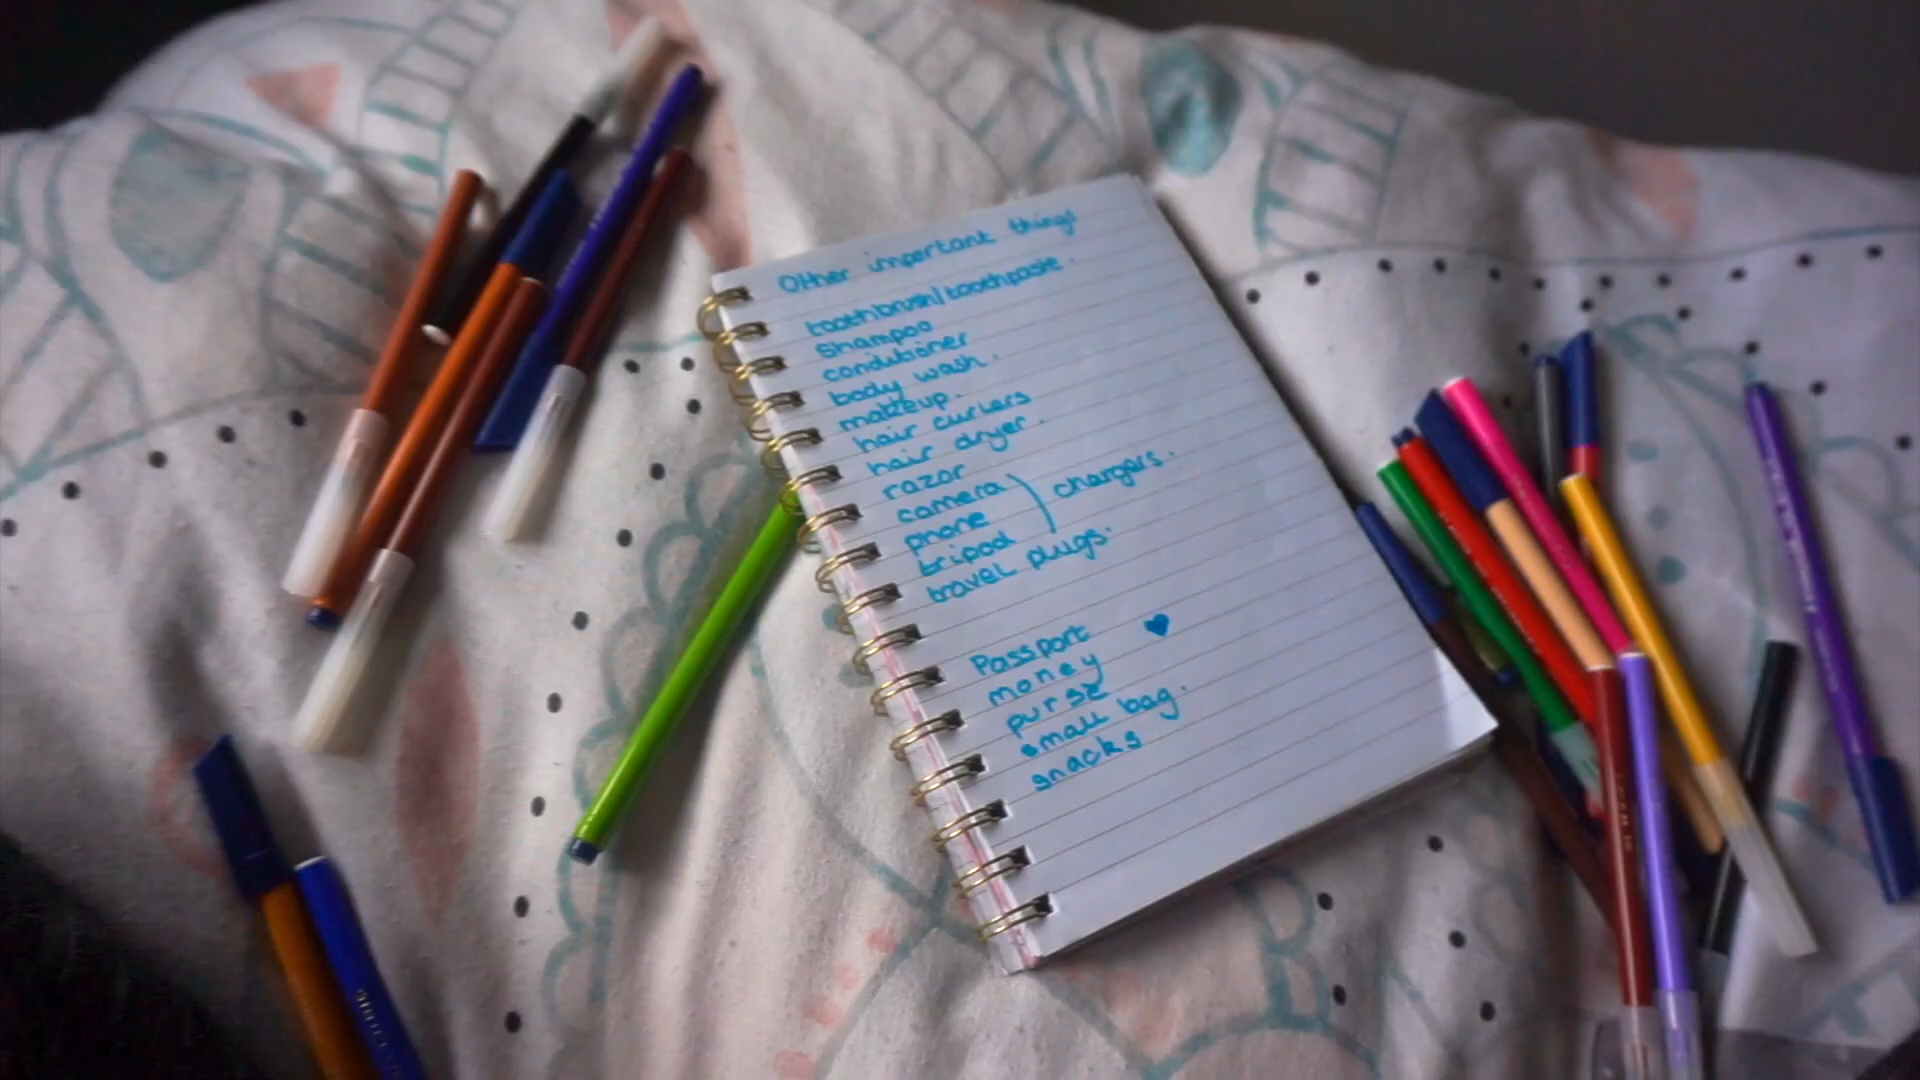 Other important things
toothbrush/toothpaste.
Shampoo
conditioner
body wash.
makeup.
hair curlers
hair dryer.
razor
camera
phone
tripod
chargers.
travel plugs.
Passport
money
purse
small bag.
snacks